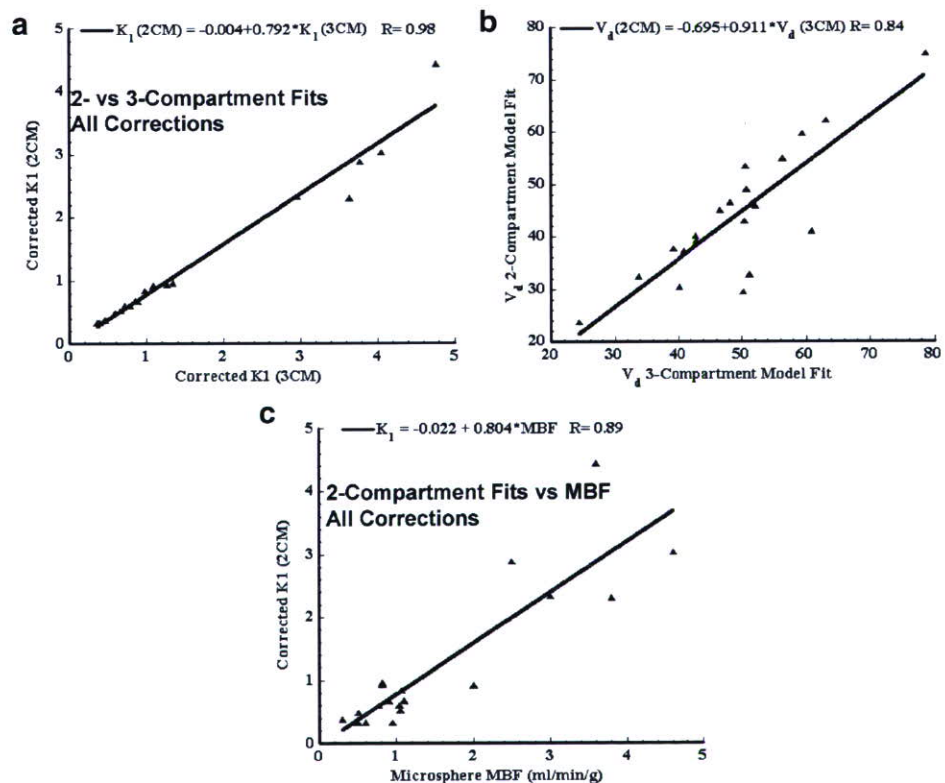 a
K1 (2CM) = -0.004+0.792*K1 (3CM) R= 0.98
2- vs 3-Compartment Fits
All Corrections
Corrected K1 (2CM)
5
4
3
2
1
0
0 1 2 3 4 5
Corrected K1 (3CM)
b
Vd (2CM) = -0.695+0.911*Vd (3CM) R= 0.84
Vd 2-Compartment Model Fit
80
70
60
50
40
30
20
20 30 40 50 60 70 80
Vd 3-Compartment Model Fit
c
K1 = -0.022 + 0.804*MBF R= 0.89
2-Compartment Fits vs MBF
All Corrections
Corrected K1 (2CM)
5
4
3
2
1
0
0 1 2 3 4 5
Microsphere MBF (ml/min/g)